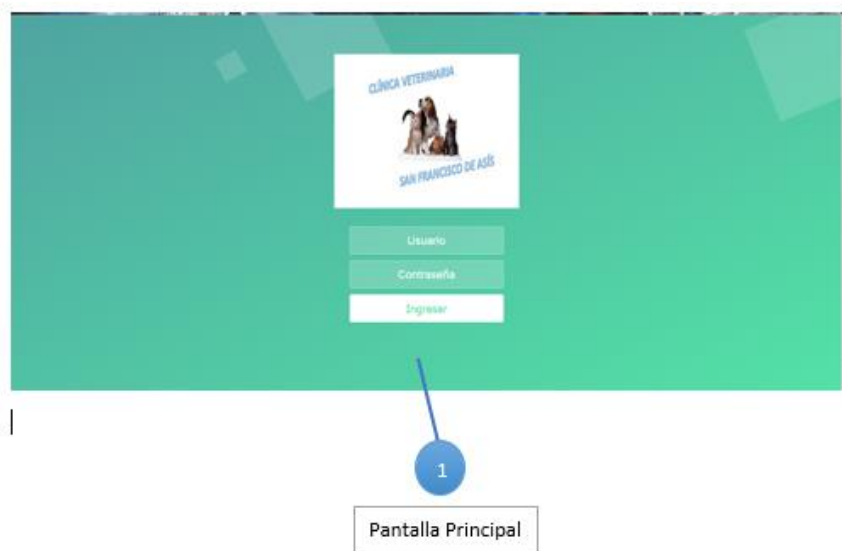 CLÍNICA VETERINARIA
SAN FRANCISCO DE ASÍS
Usuario
Contraseña
Ingresar
1
Pantalla Principal